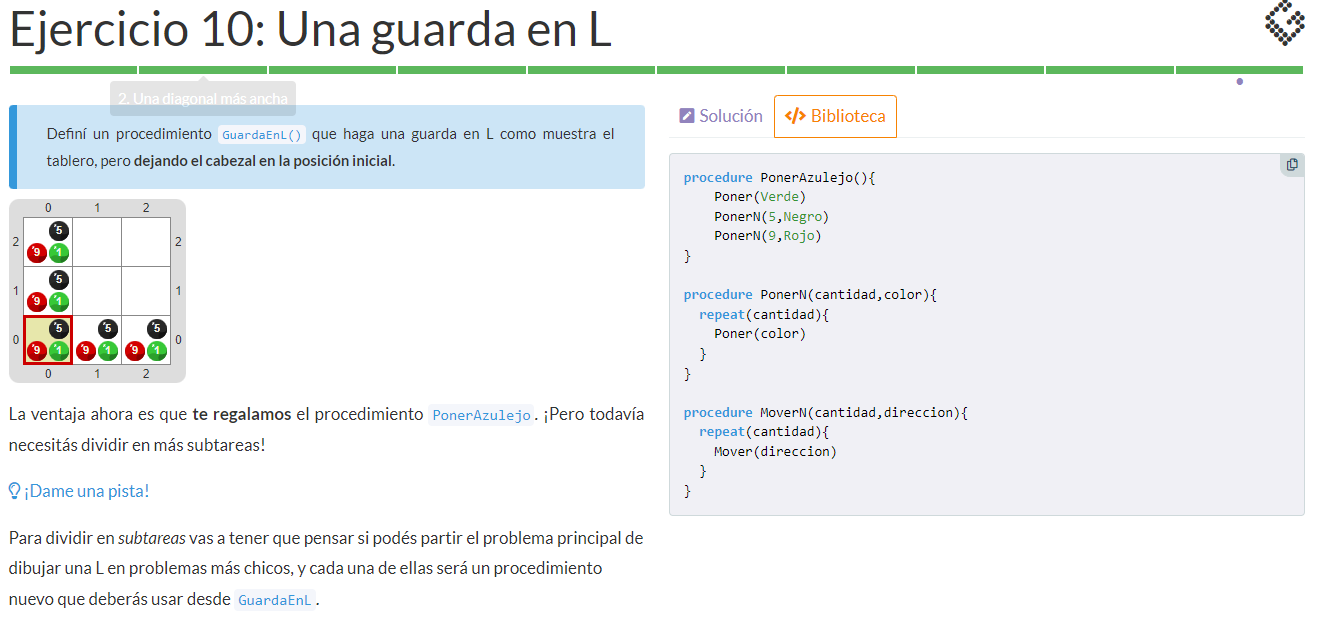 Ejercicio 10: Una guarda en L
2. Una diagonal más ancha
Definí un procedimiento GuardaEnL() que haga una guarda en L como muestra el
tablero, pero dejando el cabezal en la posición inicial.
0 1 2
2 5 2
9 1
1 5 1
9 1
0 5 5 5 0
9 1 9 1 9 1
0 1 2
La ventaja ahora es que te regalamos el procedimiento PonerAzulejo. ¡Pero todavía
necesitás dividir en más subtareas!
¡Dame una pista!
Para dividir en subtareas vas a tener que pensar si podés partir el problema principal de
dibujar una L en problemas más chicos, y cada una de ellas será un procedimiento
nuevo que deberás usar desde GuardaEnL.
Solución
</> Biblioteca
procedure PonerAzulejo(){
    Poner(Verde)
    PonerN(5,Negro)
    PonerN(9,Rojo)
}
procedure PonerN(cantidad,color){
  repeat(cantidad){
    Poner(color)
  }
}
procedure MoverN(cantidad,direccion){
  repeat(cantidad){
    Mover(direccion)
  }
}